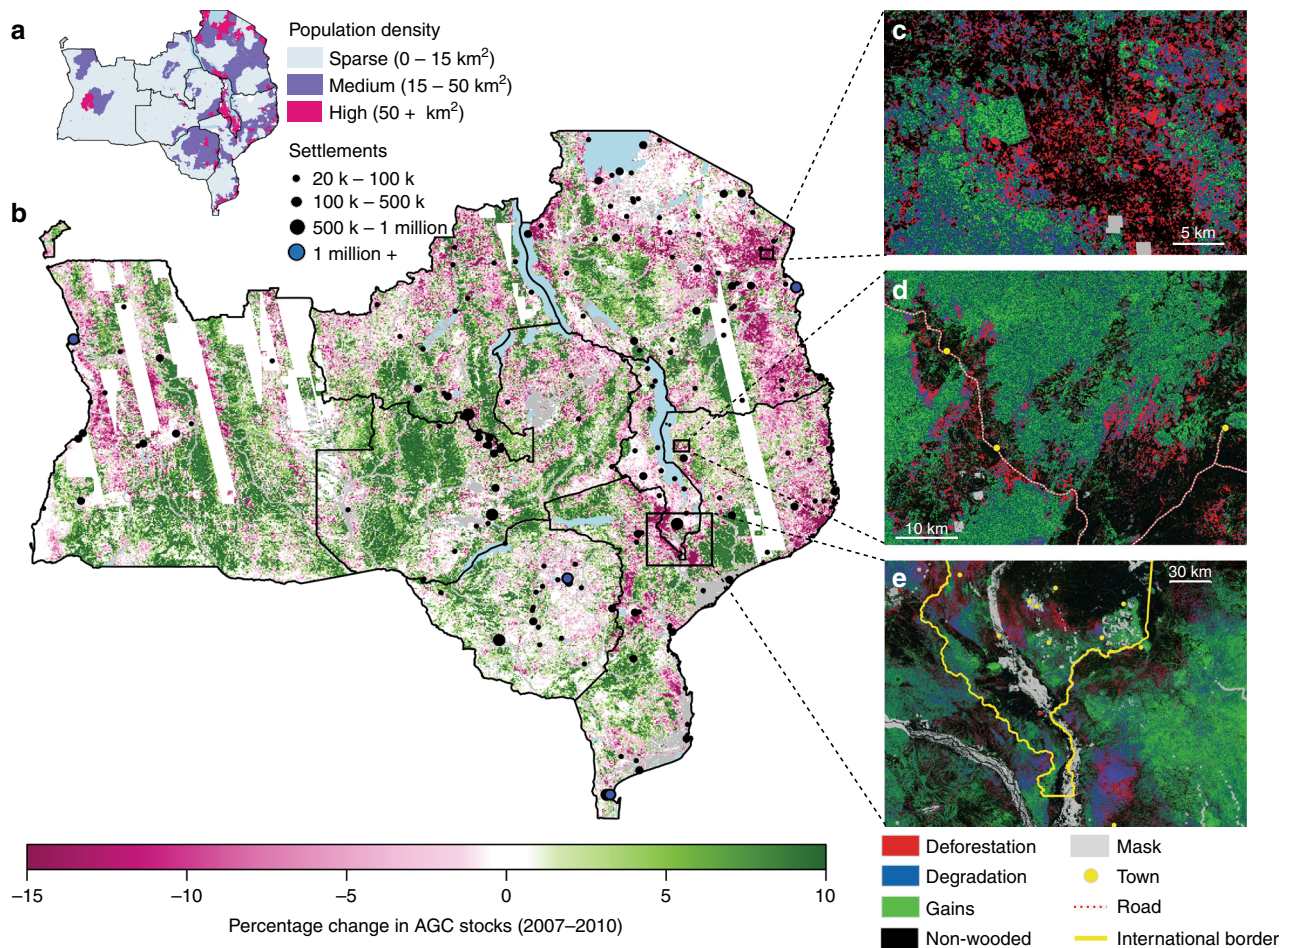 a
Population density
Sparse (0 – 15 km²)
Medium (15 – 50 km²)
High (50 + km²)
Settlements
20 k – 100 k
100 k – 500 k
500 k – 1 million
1 million +
b
c
5 km
d
10 km
e
30 km
–15
–10
–5
0
5
10
Percentage change in AGC stocks (2007–2010)
Deforestation
Degradation
Gains
Non-wooded
Mask
Town
Road
International border